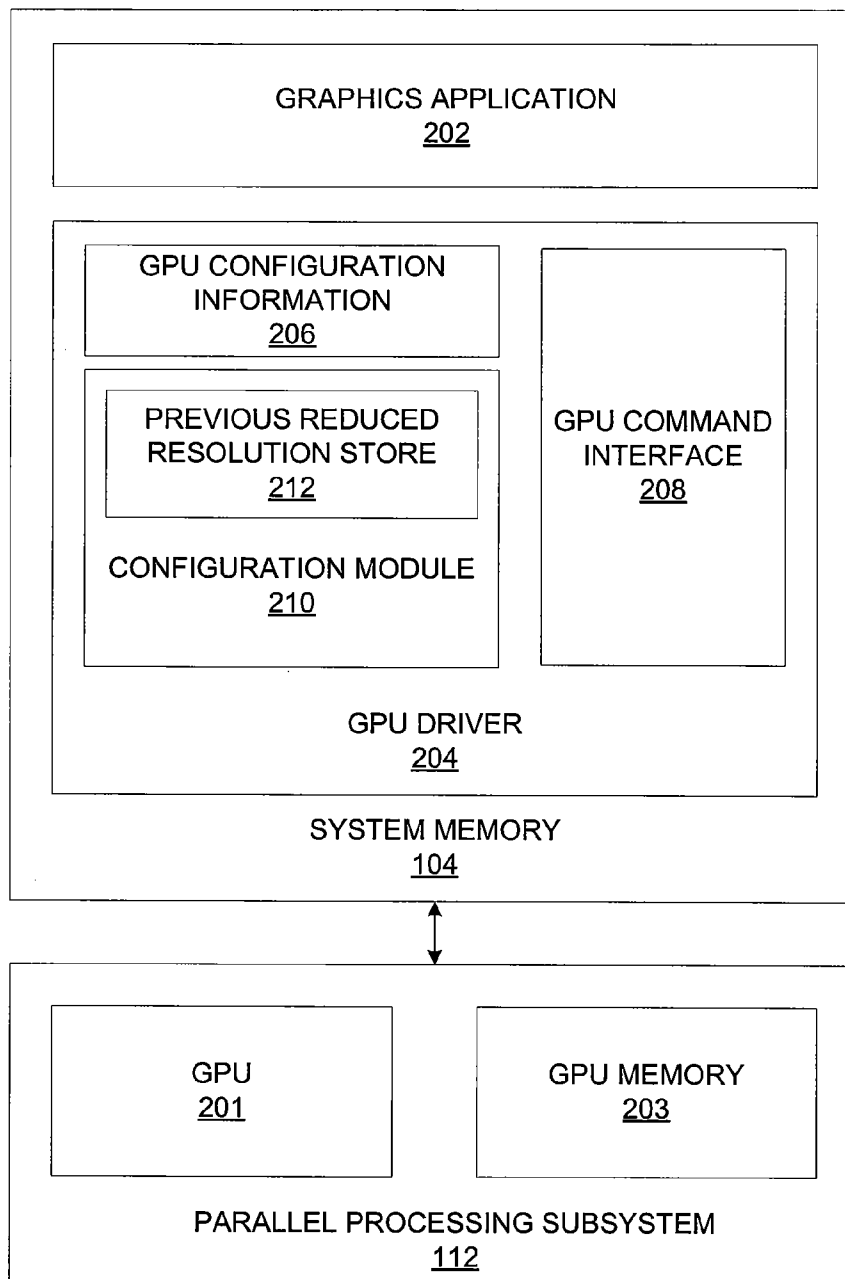 GRAPHICS APPLICATION
202
GPU CONFIGURATION
INFORMATION
206
PREVIOUS REDUCED
RESOLUTION STORE
212
CONFIGURATION MODULE
210
GPU COMMAND
INTERFACE
208
GPU DRIVER
204
SYSTEM MEMORY
104
GPU
201
GPU MEMORY
203
PARALLEL PROCESSING SUBSYSTEM
112